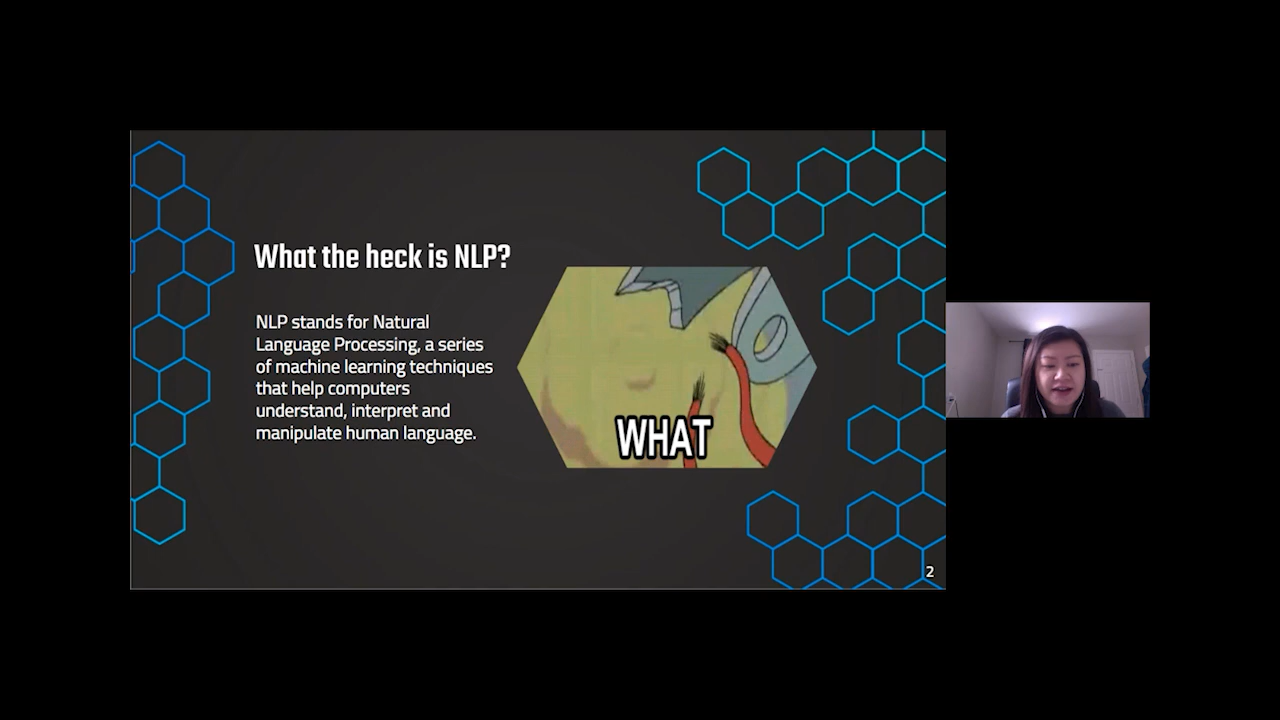 What the heck is NLP?
NLP stands for Natural
Language Processing, a series
of machine learning techniques
that help computers
understand, interpret and
manipulate human language.
WHAT
2